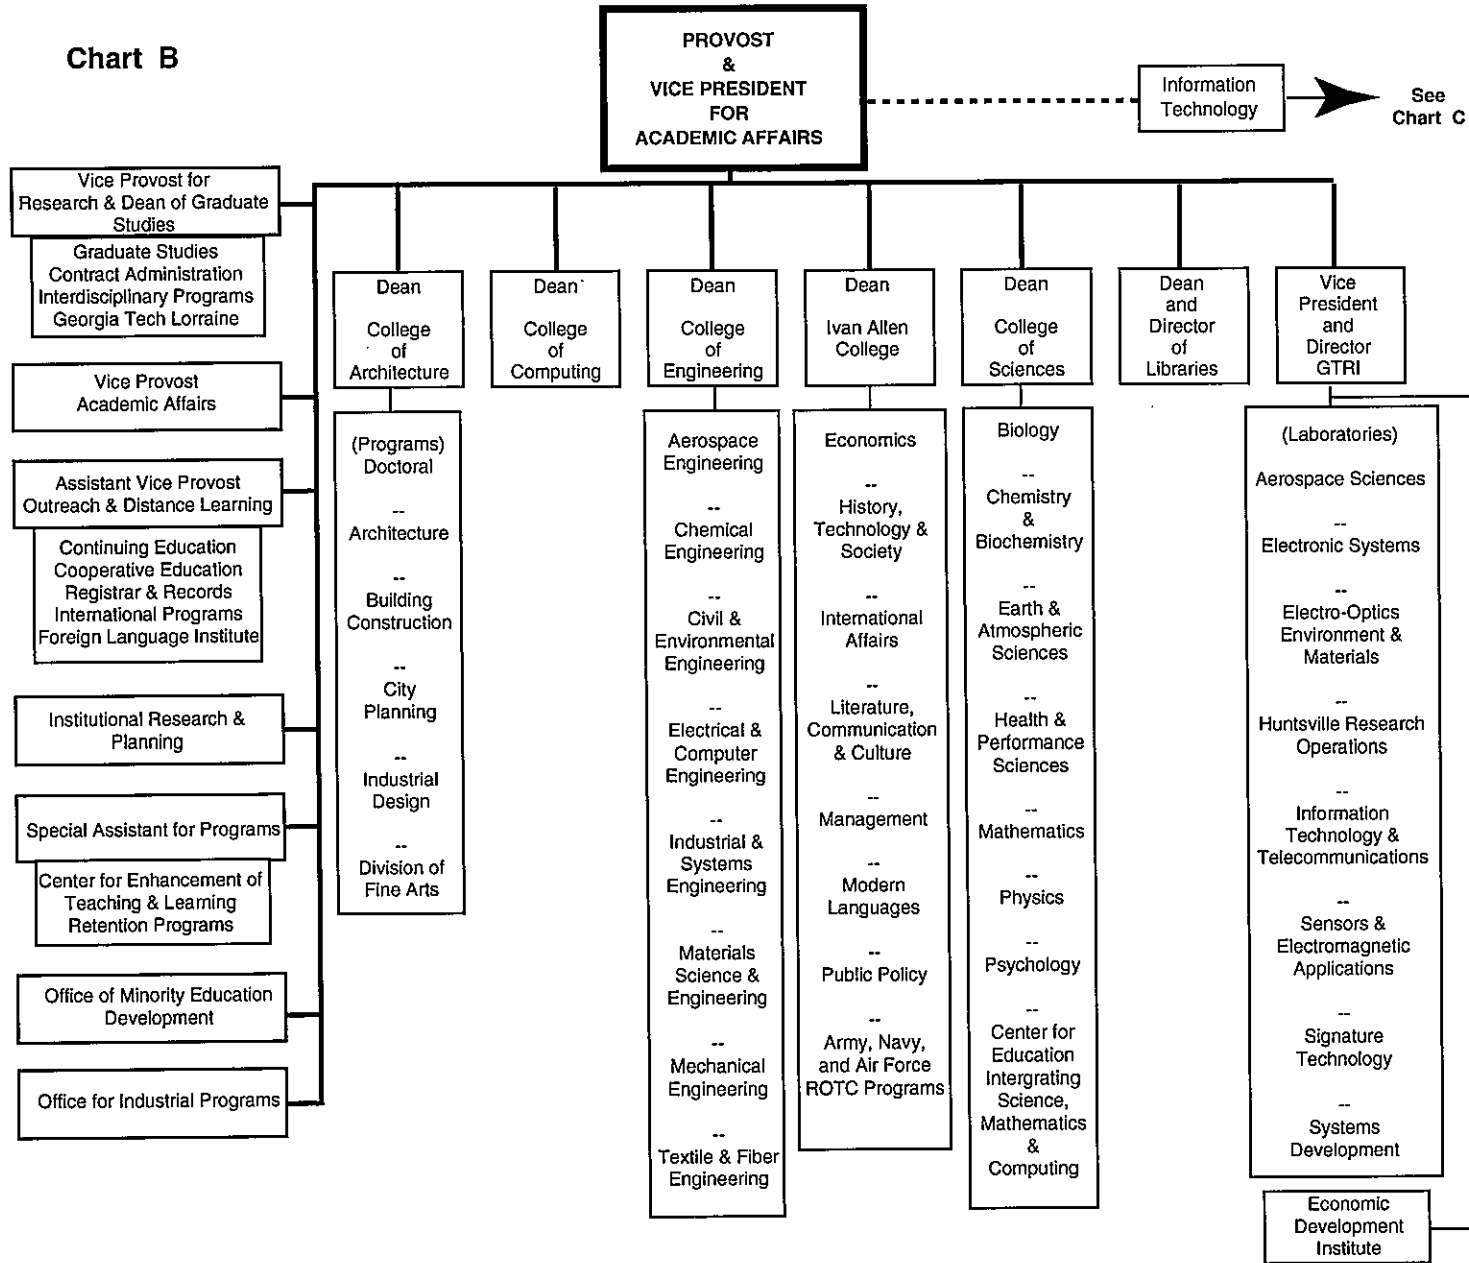 Chart B
PROVOST
&
VICE PRESIDENT
FOR
ACADEMIC AFFAIRS
Information
Technology
See
Chart C
Vice Provost for
Research & Dean of Graduate
Studies
Graduate Studies
Contract Administration
Interdisciplinary Programs
Georgia Tech Lorraine
Vice Provost
Academic Affairs
Assistant Vice Provost
Outreach & Distance Learning
Continuing Education
Cooperative Education
Registrar & Records
International Programs
Foreign Language Institute
Institutional Research &
Planning
Special Assistant for Programs
Center for Enhancement of
Teaching & Learning
Retention Programs
Office of Minority Education
Development
Office for Industrial Programs
Dean
College
of
Architecture
(Programs)
Doctoral
--
Architecture
--
Building
Construction
--
City
Planning
--
Industrial
Design
--
Division of
Fine Arts
Dean
College
of
Computing
Dean
College
of
Engineering
Aerospace
Engineering
--
Chemical
Engineering
--
Civil &
Environmental
Engineering
--
Electrical &
Computer
Engineering
--
Industrial &
Systems
Engineering
--
Materials
Science &
Engineering
--
Mechanical
Engineering
--
Textile & Fiber
Engineering
Dean
Ivan Allen
College
Economics
--
History,
Technology &
Society
--
International
Affairs
--
Literature,
Communication
& Culture
--
Management
--
Modern
Languages
--
Public Policy
--
Army, Navy,
and Air Force
ROTC Programs
Dean
College
of
Sciences
Biology
--
Chemistry
&
Biochemistry
--
Earth &
Atmospheric
Sciences
--
Health &
Performance
Sciences
--
Mathematics
--
Physics
--
Psychology
--
Center for
Education
Intergrating
Science,
Mathematics
&
Computing
Dean
and
Director
of
Libraries
Vice
President
and
Director
GTRI
(Laboratories)
Aerospace Sciences
--
Electronic Systems
--
Electro-Optics
Environment &
Materials
--
Huntsville Research
Operations
--
Information
Technology &
Telecommunications
--
Sensors &
Electromagnetic
Applications
--
Signature
Technology
--
Systems
Development
Economic
Development
Institute